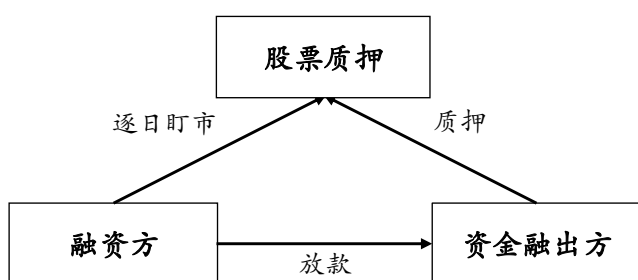 股票质押
逐日盯市
质押
融资方
资金融出方
放款